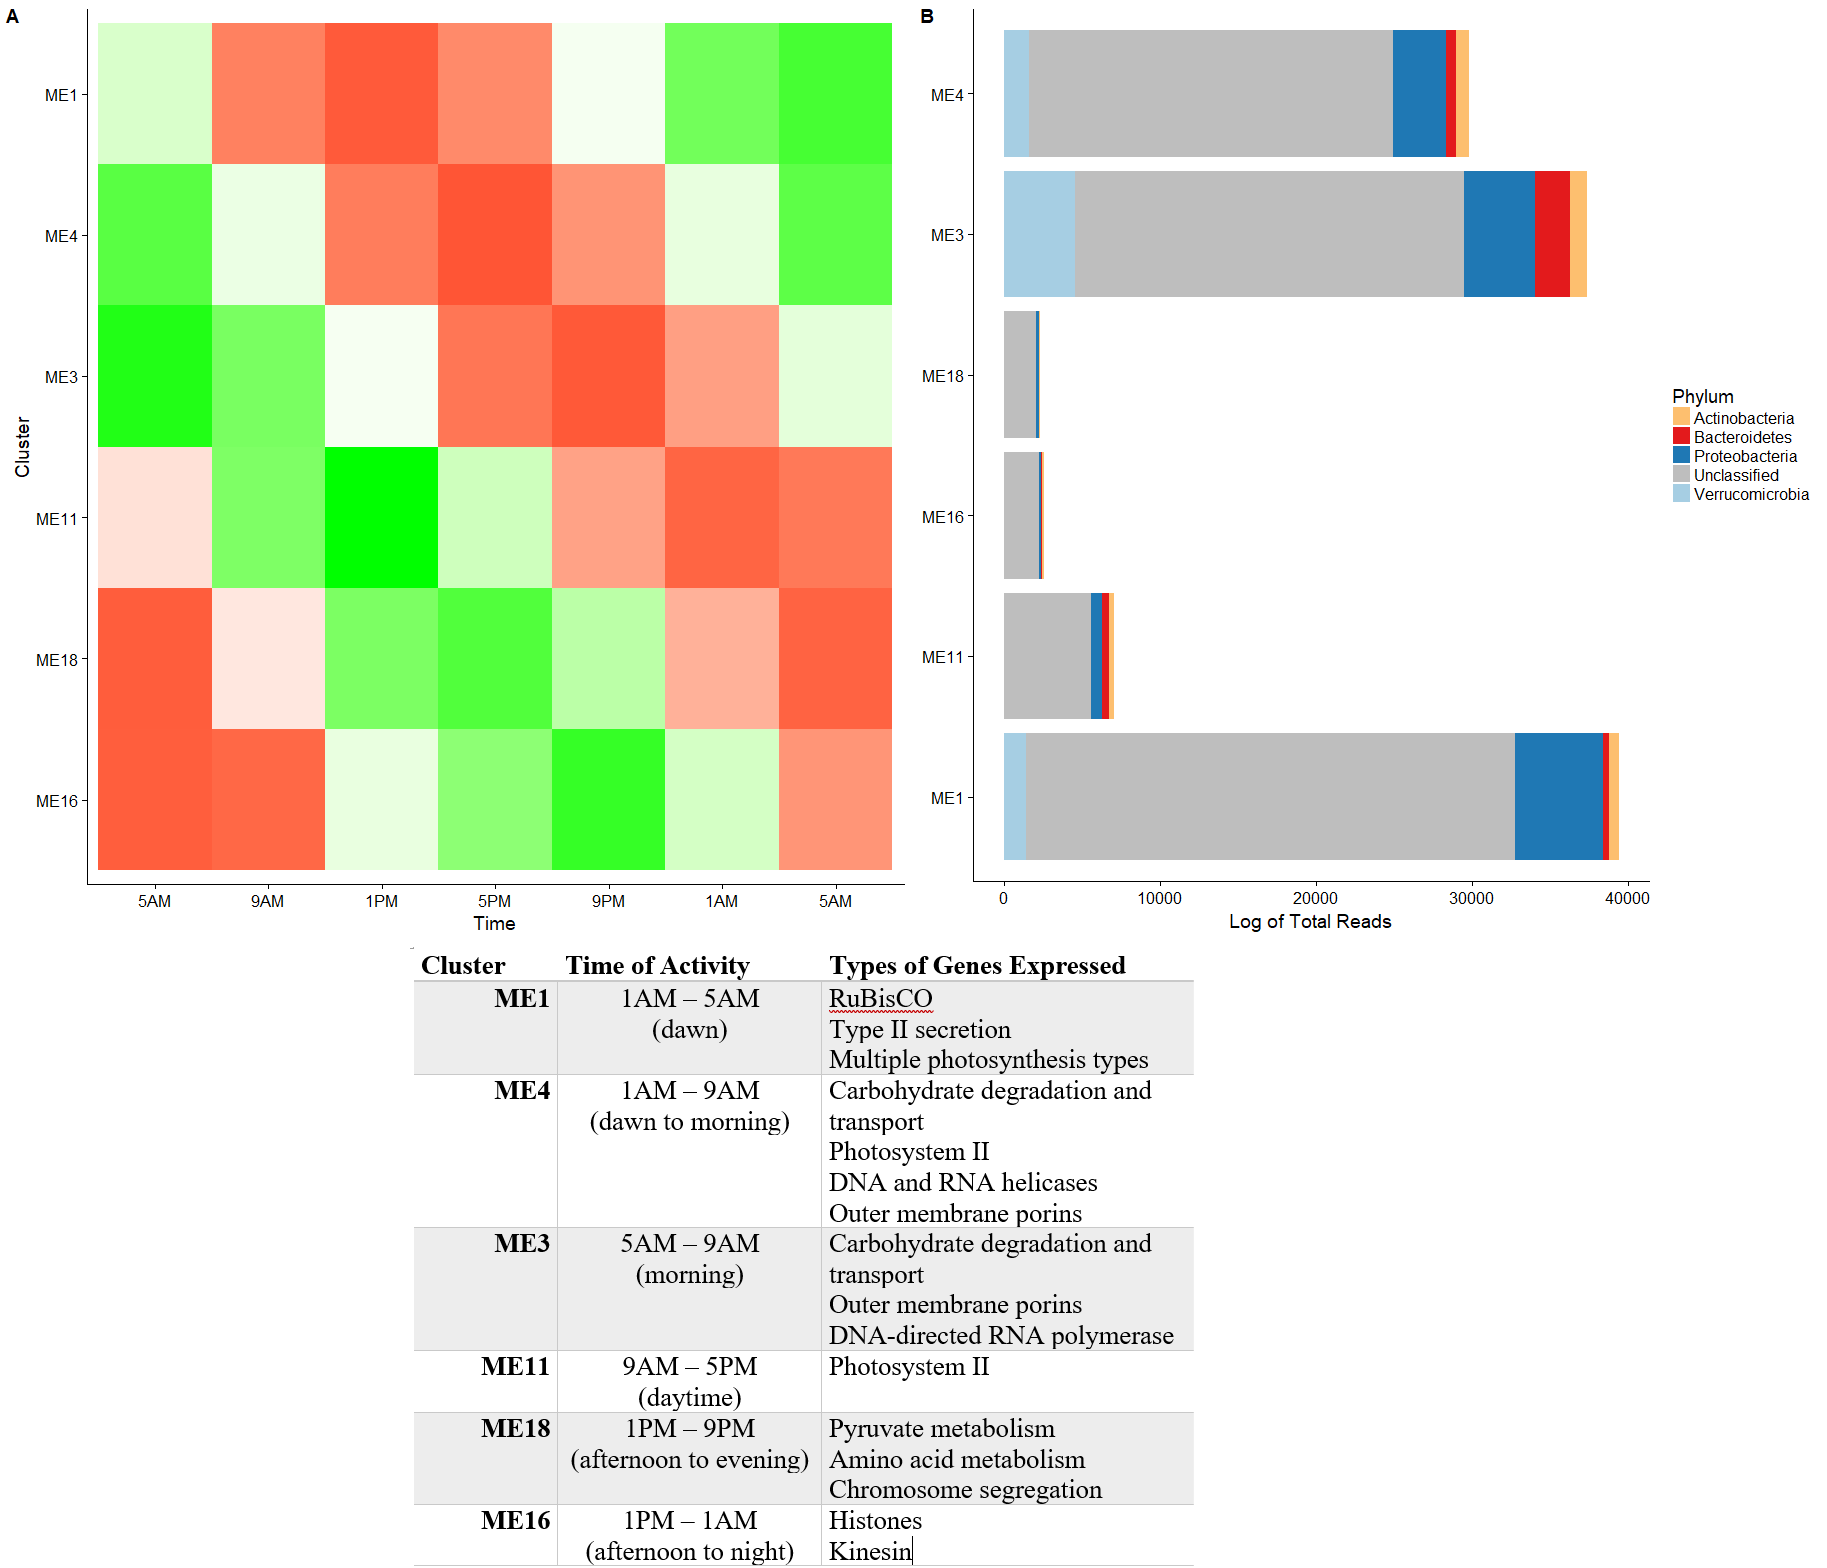 A
Cluster
ME1
ME4
ME3
ME11
ME18
ME16
5AM
9AM
1PM
5PM
9PM
1AM
5AM
Time
B
ME4
ME3
ME18
ME16
ME11
ME1
0
10000
20000
30000
40000
Log of Total Reads
Phylum
Actinobacteria
Bacteroidetes
Proteobacteria
Unclassified
Verrucomicrobia
Cluster Time of Activity Types of Genes Expressed
ME1 1AM – 5AM RuBisCO
(dawn) Type II secretion
Multiple photosynthesis types
ME4 1AM – 9AM Carbohydrate degradation and
(dawn to morning) transport
Photosystem II
DNA and RNA helicases
Outer membrane porins
ME3 5AM – 9AM Carbohydrate degradation and
(morning) transport
Outer membrane porins
DNA-directed RNA polymerase
ME11 9AM – 5PM Photosystem II
(daytime)
ME18 1PM – 9PM Pyruvate metabolism
(afternoon to evening) Amino acid metabolism
Chromosome segregation
ME16 1PM – 1AM Histones
(afternoon to night) Kinesin